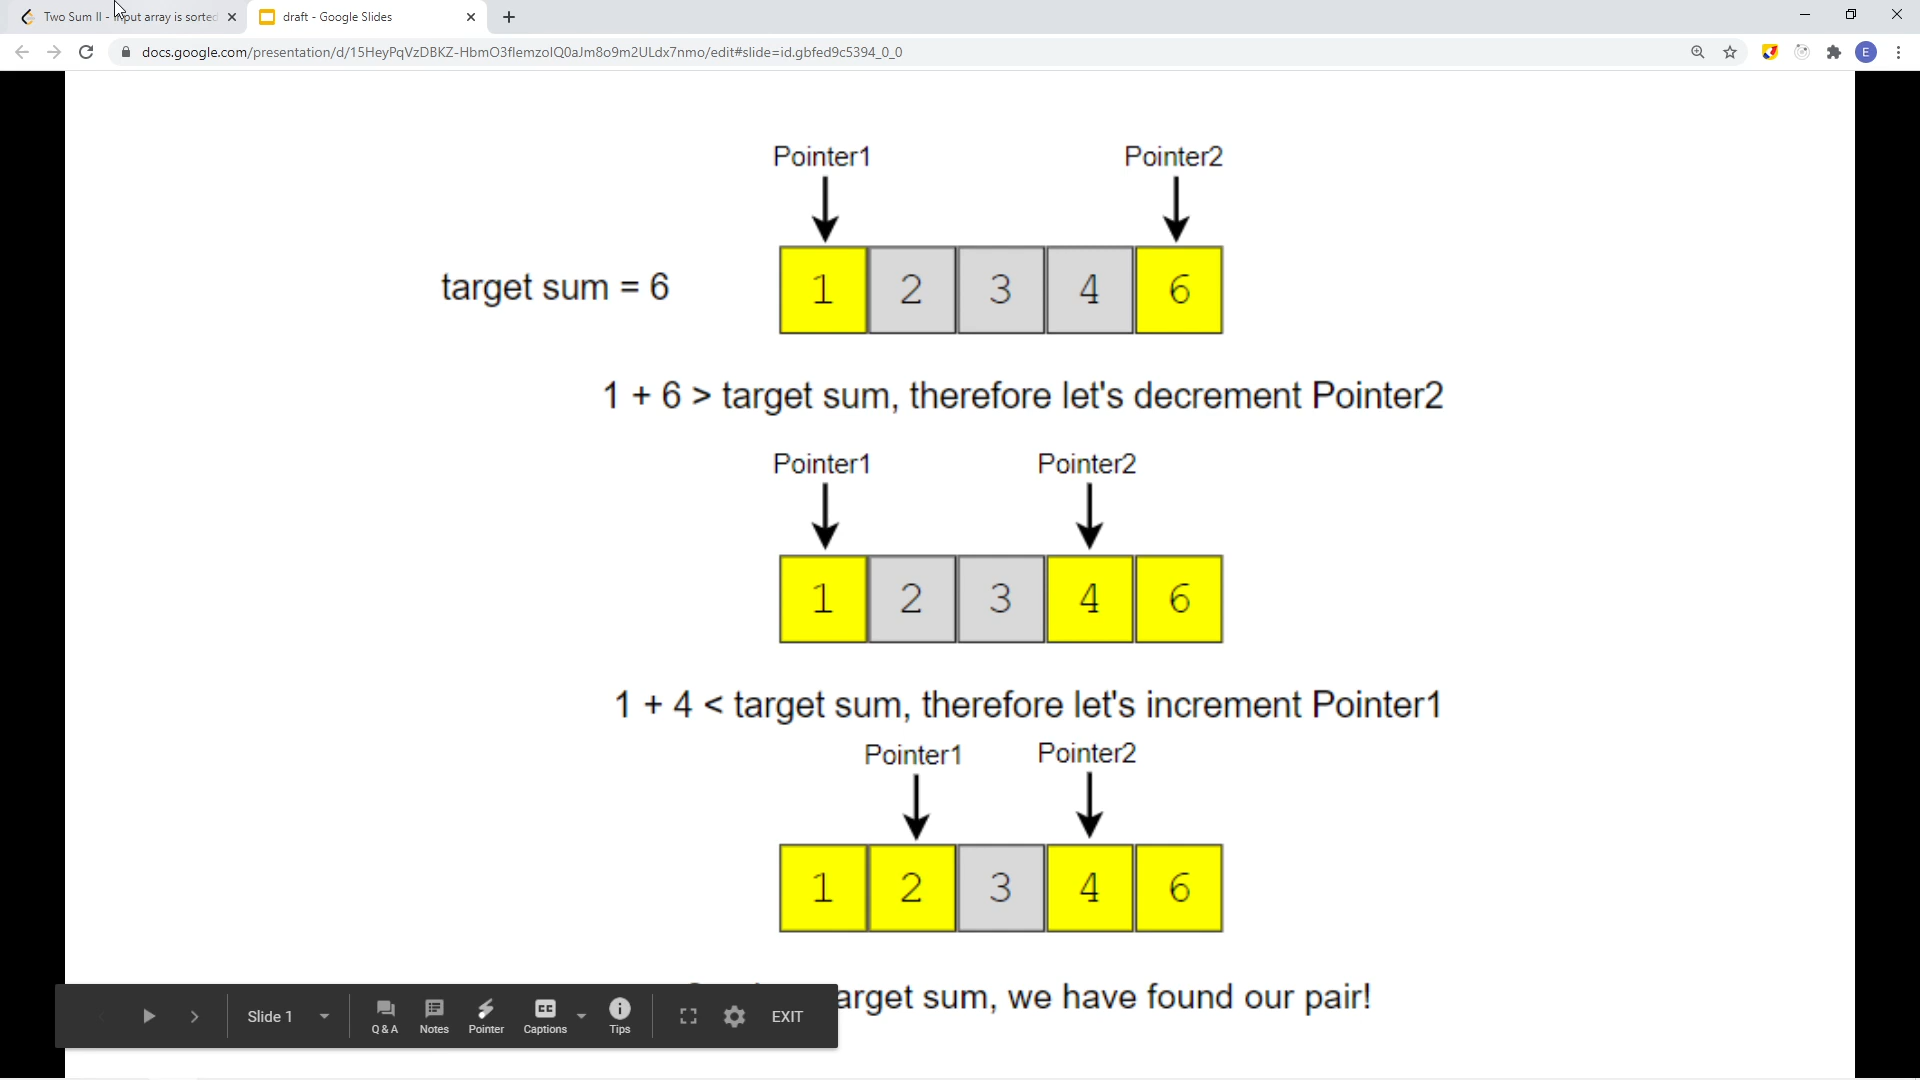 Two Sum II - Input array is sorted
draft - Google Slides
docs.google.com/presentation/d/15HeyPqVzDBKZ-HbmO3flemzolQ0aJm8o9m2ULdx7nmo/edit#slide=id.gbfed9c5394_0_0
E
Pointer1 Pointer2
target sum = 6
1 2 3 4 6
1 + 6 > target sum, therefore let's decrement Pointer2
Pointer1 Pointer2
1 2 3 4 6
1 + 4 < target sum, therefore let's increment Pointer1
Pointer1 Pointer2
1 2 3 4 6
arget sum, we have found our pair!
Slide 1
Q & A
Notes
Pointer
CC
Captions
Tips
EXIT